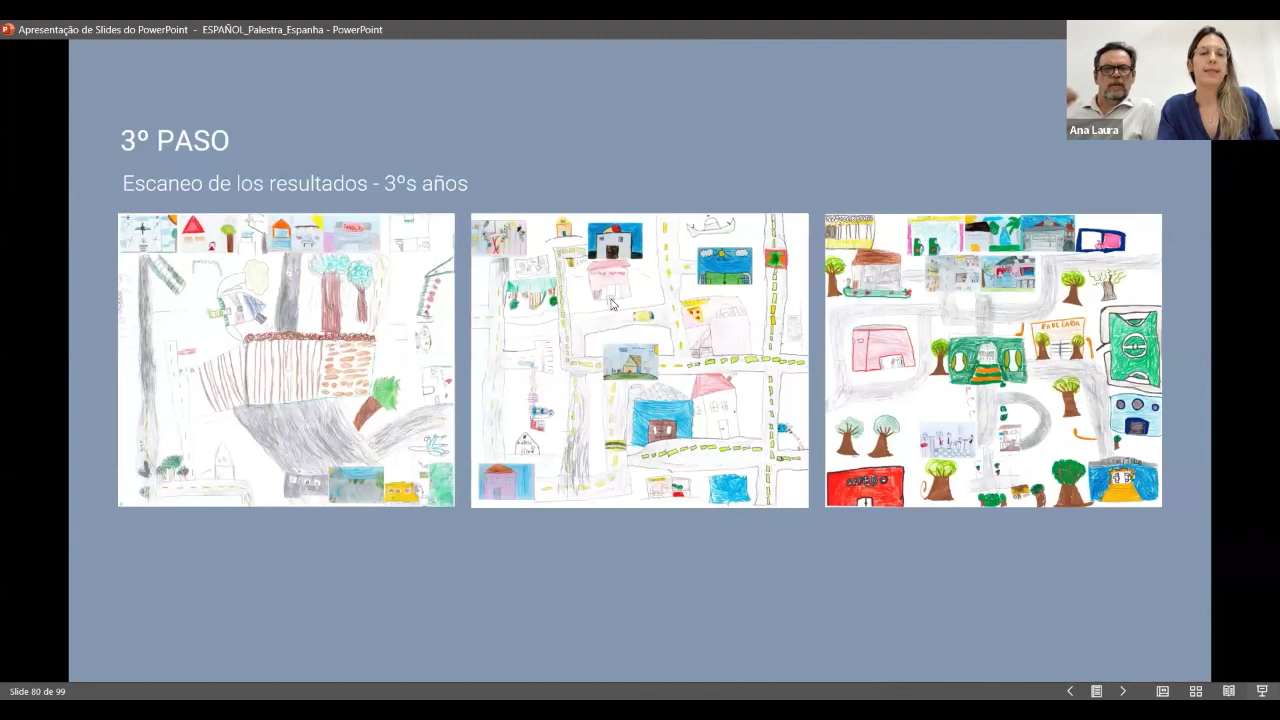 Apresentação de Slides do PowerPoint - ESPAÑOL_Palestra_Espanha - PowerPoint
Ana Laura
3º PASO
Escaneo de los resultados - 3ºs años
Slide 80 de 99